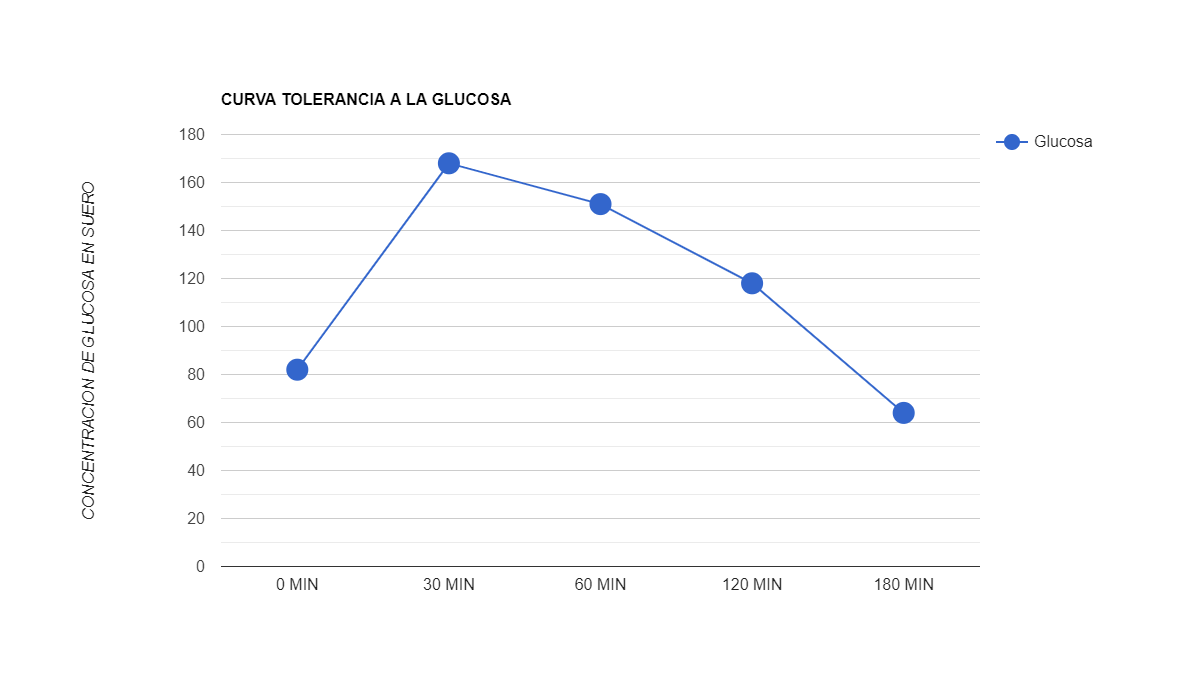 CURVA TOLERANCIA A LA GLUCOSA
Glucosa
CONCENTRACION DE GLUCOSA EN SUERO
180
160
140
120
100
80
60
40
20
0
0 MIN
30 MIN
60 MIN
120 MIN
180 MIN